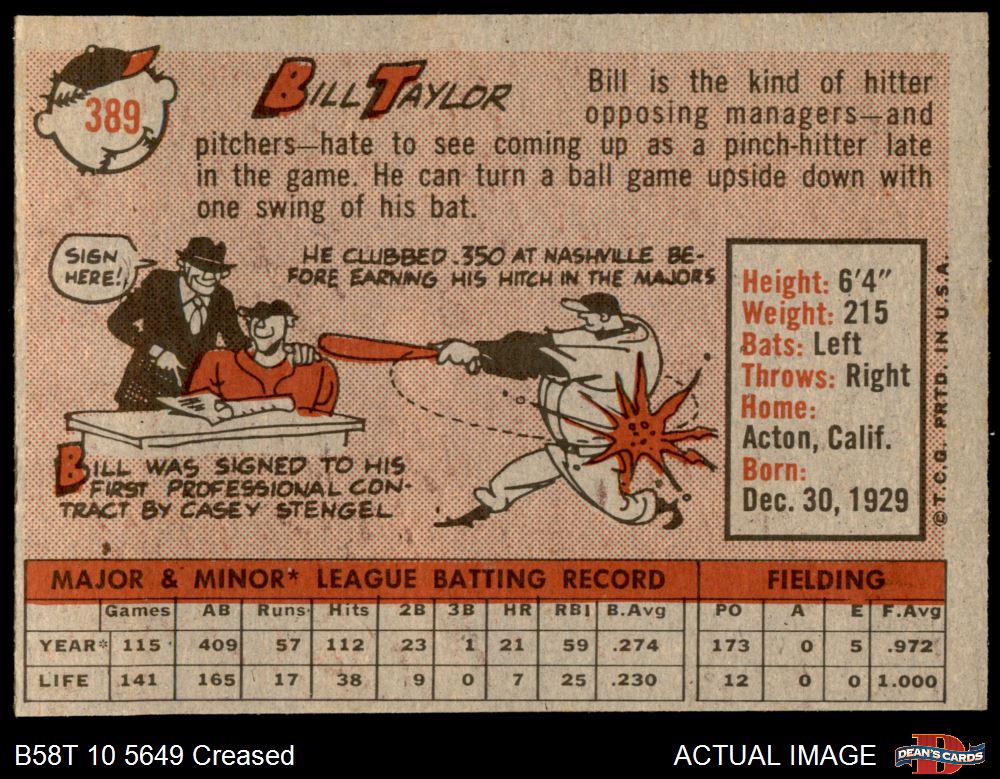 389
BILL TAYLOR
Bill is the kind of hitter
opposing managers—and
pitchers—hate to see coming up as a pinch-hitter late
in the game. He can turn a ball game upside down with
one swing of his bat.
SIGN
HERE!
HE CLUBBED .350 AT NASHVILLE BE-
FORE EARNING HIS HITCH IN THE MAJORS
BILL WAS SIGNED TO HIS
FIRST PROFESSIONAL CON-
TRACT BY CASEY STENGEL
Height: 6'4"
Weight: 215
Bats: Left
Throws: Right
Home:
Acton, Calif.
Born:
Dec. 30, 1929
© T.C.G. PRTD. IN U.S.A.
MAJOR & MINOR* LEAGUE BATTING RECORD FIELDING
Games AB Runs Hits 2B 3B HR RBI B.Avg PO A E F.Avg
YEAR* 115 409 57 112 23 1 21 59 .274 173 0 5 .972
LIFE 141 165 17 38 9 0 7 25 .230 12 0 0 1.000
B58T 10 5649 Creased ACTUAL IMAGE DEAN'S CARDS